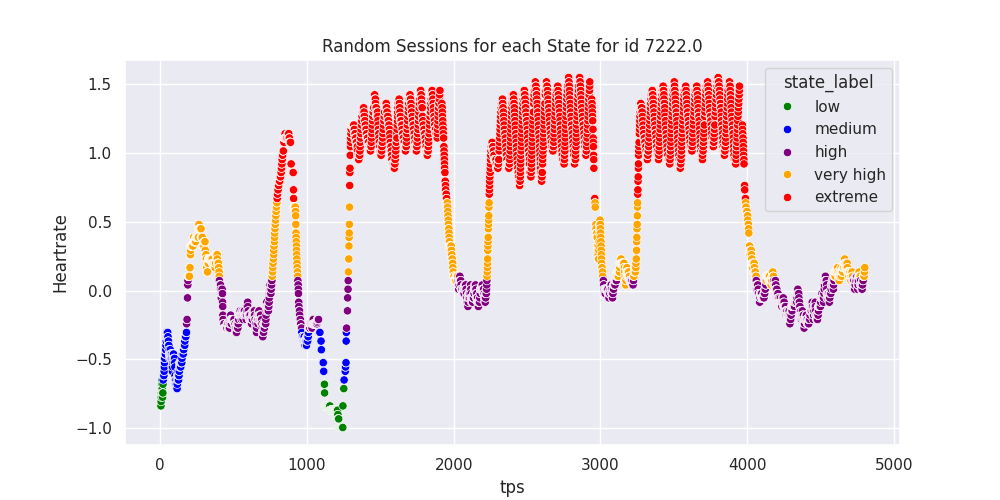 Random Sessions for each State for id 7222.0
state_label
low
medium
high
very high
extreme
Heartrate
1.5
1.0
0.5
0.0
−0.5
−1.0
0 1000 2000 3000 4000 5000
tps